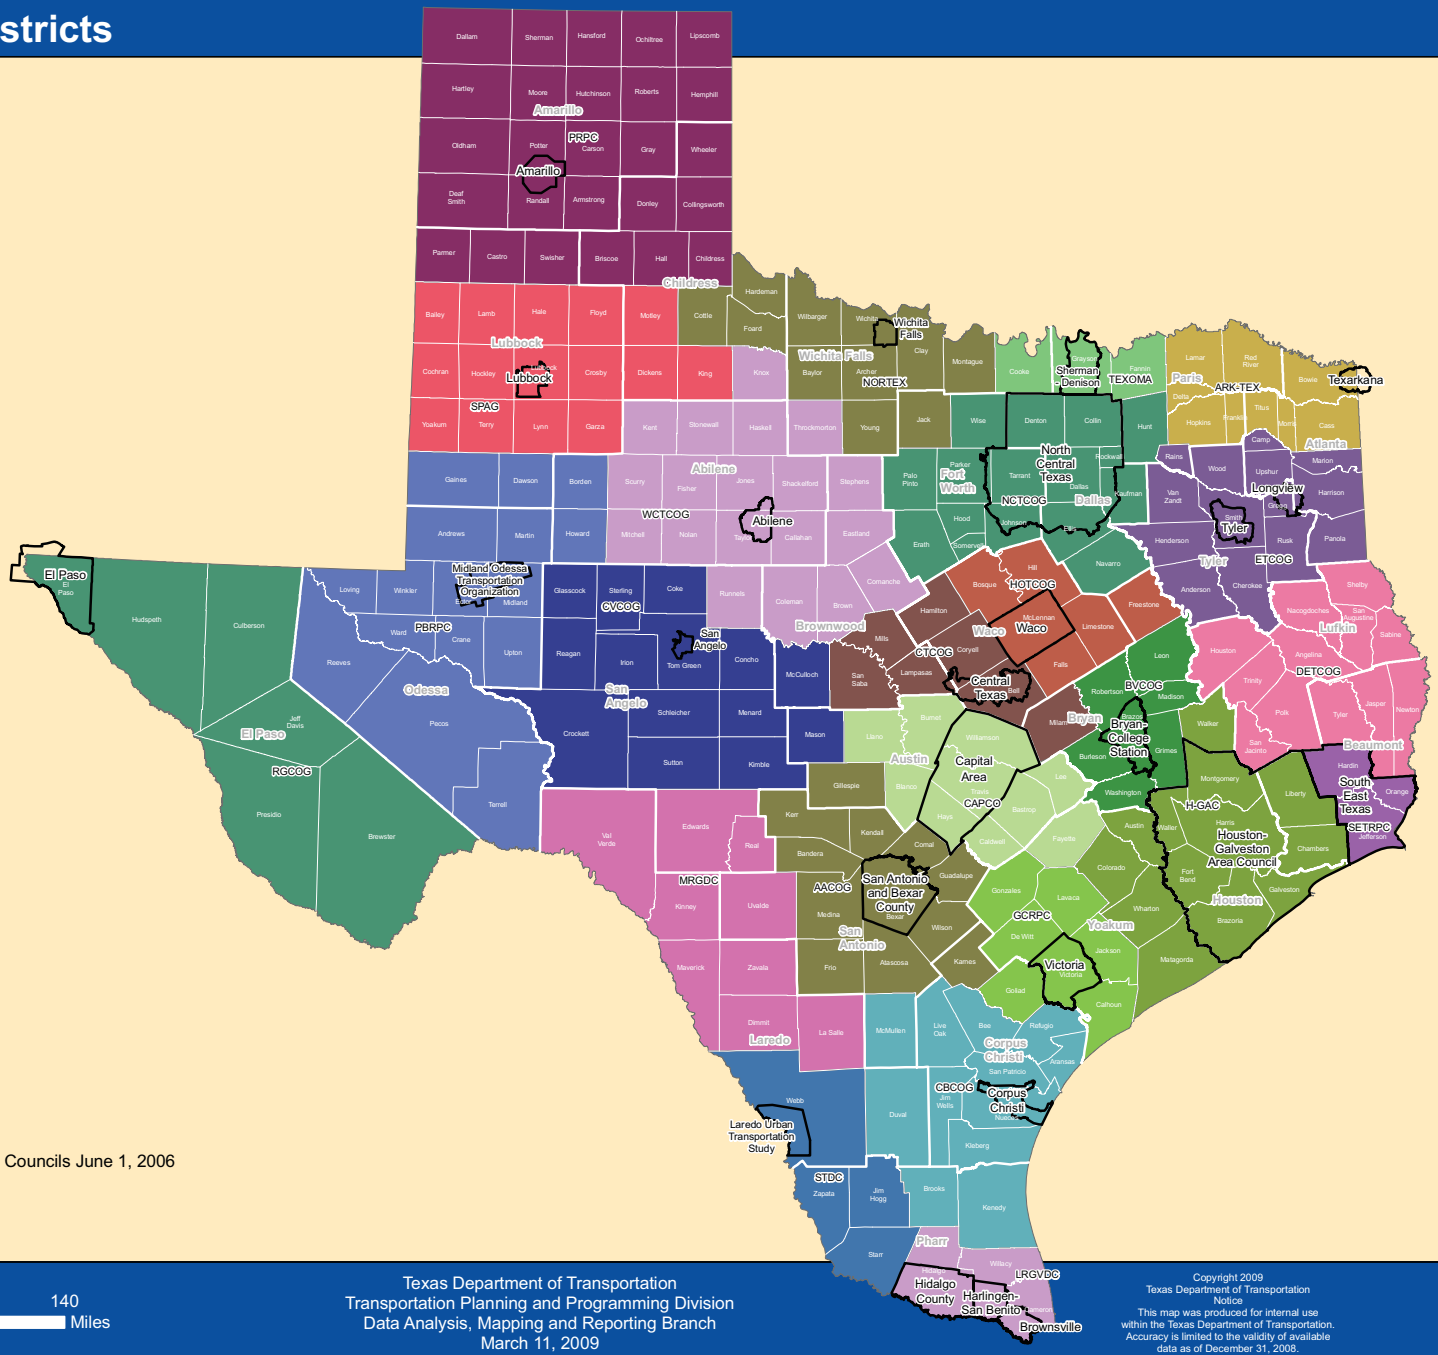 stricts
Dallam
Sherman
Hansford
Ochiltree
Lipscomb
Hartley
Moore
Hutchinson
Roberts
Hemphill
Amarillo
PRPC
Oldham
Potter
Carson
Gray
Wheeler
Amarillo
Deaf
Smith
Randall
Armstrong
Donley
Collingsworth
Parmer
Castro
Swisher
Briscoe
Hall
Childress
Childress
Bailey
Lamb
Hale
Floyd
Motley
Cottle
Hardeman
Foard
Wilbarger
Wichita
Wichita
Falls
Clay
Montague
Cooke
Grayson
Sherman
- Denison
Fannin
TEXOMA
Lamar
Red
River
Bowie
Texarkana
Paris
ARK-TEX
Lubbock
Wichita Falls
Cochran
Hockley
Lubbock
Crosby
Dickens
King
Knox
Baylor
Archer
NORTEX
SPAG
Yoakum
Terry
Lynn
Garza
Kent
Stonewall
Haskell
Throckmorton
Young
Jack
Wise
Denton
Collin
Hunt
Delta
Hopkins
Franklin
Titus
Morris
Cass
Atlanta
Camp
Gaines
Dawson
Borden
Scurry
Fisher
Abilene
Jones
Shackelford
Stephens
Palo
Pinto
Parker
Fort
Worth
Tarrant
North
Central
Texas
NCTCOG
Dallas
Dallas
Rockwall
Kaufman
Rains
Wood
Upshur
Marion
Van
Zandt
Longview
Gregg
Harrison
Smith
Tyler
Andrews
Martin
Howard
Mitchell
Nolan
WCTCOG
Taylor
Abilene
Callahan
Eastland
Erath
Hood
Somervell
Johnson
Ellis
Navarro
Henderson
Tyler
ETCOG
Rusk
Panola
Anderson
Cherokee
El Paso
El
Paso
Hudspeth
Culberson
Loving
Winkler
Midland Odessa
Transportation
Organization
Ector
Midland
Glasscock
Sterling
CVCOG
Coke
Runnels
Coleman
Brown
Brownwood
Comanche
Hamilton
Bosque
Hill
HOTCOG
McLennan
Waco
Waco
Limestone
Freestone
Falls
Shelby
Nacogdoches
San
Augustine
Lufkin
Sabine
Angelina
DETCOG
Houston
Ward
PBRPC
Crane
Upton
Reeves
Reagan
Irion
San
Angelo
Tom Green
Concho
McCulloch
San
Saba
Mills
Lampasas
CTCOG
Coryell
Central
Texas
Bell
Milam
Bryan
Robertson
Leon
BVCOG
Madison
Brazos
Bryan-
College
Station
Grimes
Burleson
Washington
Walker
Trinity
Polk
Tyler
Jasper
Newton
San
Jacinto
Beaumont
Hardin
South
East
Texas
Orange
SETRPC
Jefferson
Odessa
San
Angelo
Jeff
Davis
El Paso
RGCOG
Pecos
Crockett
Schleicher
Menard
Mason
Sutton
Kimble
Llano
Burnet
Austin
Blanco
Williamson
Capital
Area
Travis
CAPCO
Hays
Lee
Bastrop
Caldwell
Fayette
Presidio
Brewster
Terrell
Val
Verde
Edwards
Real
Kerr
Gillespie
Kendall
Bandera
Comal
Guadalupe
MRGDC
Kinney
Uvalde
AACOG
Medina
San Antonio
and Bexar
County
Bexar
San
Antonio
Wilson
Gonzales
Lavaca
GCRPC
De Witt
Yoakum
Colorado
Austin
Waller
Wharton
Jackson
Matagorda
Montgomery
H-GAC
Harris
Houston-
Galveston
Area Council
Liberty
Chambers
Fort
Bend
Houston
Galveston
Brazoria
Maverick
Zavala
Frio
Atascosa
Karnes
Goliad
Victoria
Victoria
Calhoun
Dimmit
Laredo
La Salle
McMullen
Live
Oak
Bee
Refugio
Corpus
Christi
Aransas
San Patricio
Webb
Laredo Urban
Transportation
Study
Duval
CBCOG
Jim
Wells
Corpus
Christi
Nueces
Kleberg
STDC
Zapata
Jim
Hogg
Brooks
Kenedy
Starr
Pharr
Hidalgo
Willacy
LRGVDC
Hidalgo
County
Harlingen-
San Benito
Cameron
Brownsville
Councils June 1, 2006
140
Miles
Texas Department of Transportation
Transportation Planning and Programming Division
Data Analysis, Mapping and Reporting Branch
March 11, 2009
Copyright 2009
Texas Department of Transportation
Notice
This map was produced for internal use
within the Texas Department of Transportation.
Accuracy is limited to the validity of available
data as of December 31, 2008.